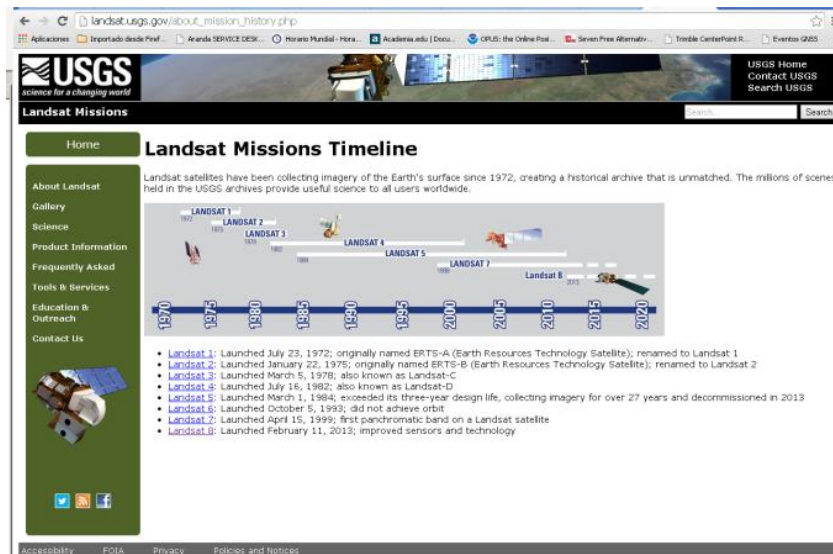 landsat.usgs.gov/about_mission_history.php
Aplicaciones Importado desde Firef... Aranda SERVICE DESK... Horario Mundial - Hora... Academia.edu | Docu... OPUS: the Online Posi... Seven Free Alternativ... Trimble CenterPoint R... Eventos GNSS
USGS
science for a changing world
USGS Home
Contact USGS
Search USGS
Landsat Missions
Search... Search
Home
About Landsat
Gallery
Science
Product Information
Frequently Asked
Tools & Services
Education &
Outreach
Contact Us
Landsat Missions Timeline
Landsat satellites have been collecting imagery of the Earth's surface since 1972, creating a historical archive that is unmatched. The millions of scenes
held in the USGS archives provide useful science to all users worldwide.
LANDSAT 1
1972
LANDSAT 2
1975
LANDSAT 3
1978
LANDSAT 4
1982
LANDSAT 5
1984
LANDSAT 7
1999
Landsat 8
2013
1970 1975 1980 1985 1990 1995 2000 2005 2010 2015 2020
Landsat 1: Launched July 23, 1972; originally named ERTS-A (Earth Resources Technology Satellite); renamed to Landsat 1
Landsat 2: Launched January 22, 1975; originally named ERTS-B (Earth Resources Technology Satellite); renamed to Landsat 2
Landsat 3: Launched March 5, 1978; also known as Landsat-C
Landsat 4: Launched July 16, 1982; also known as Landsat-D
Landsat 5: Launched March 1, 1984; exceeded its three-year design life, collecting imagery for over 27 years and decommissioned in 2013
Landsat 6: Launched October 5, 1993; did not achieve orbit
Landsat 7: Launched April 15, 1999; first panchromatic band on a Landsat satellite
Landsat 8: Launched February 11, 2013; improved sensors and technology
Accessibility FOIA Privacy Policies and Notices